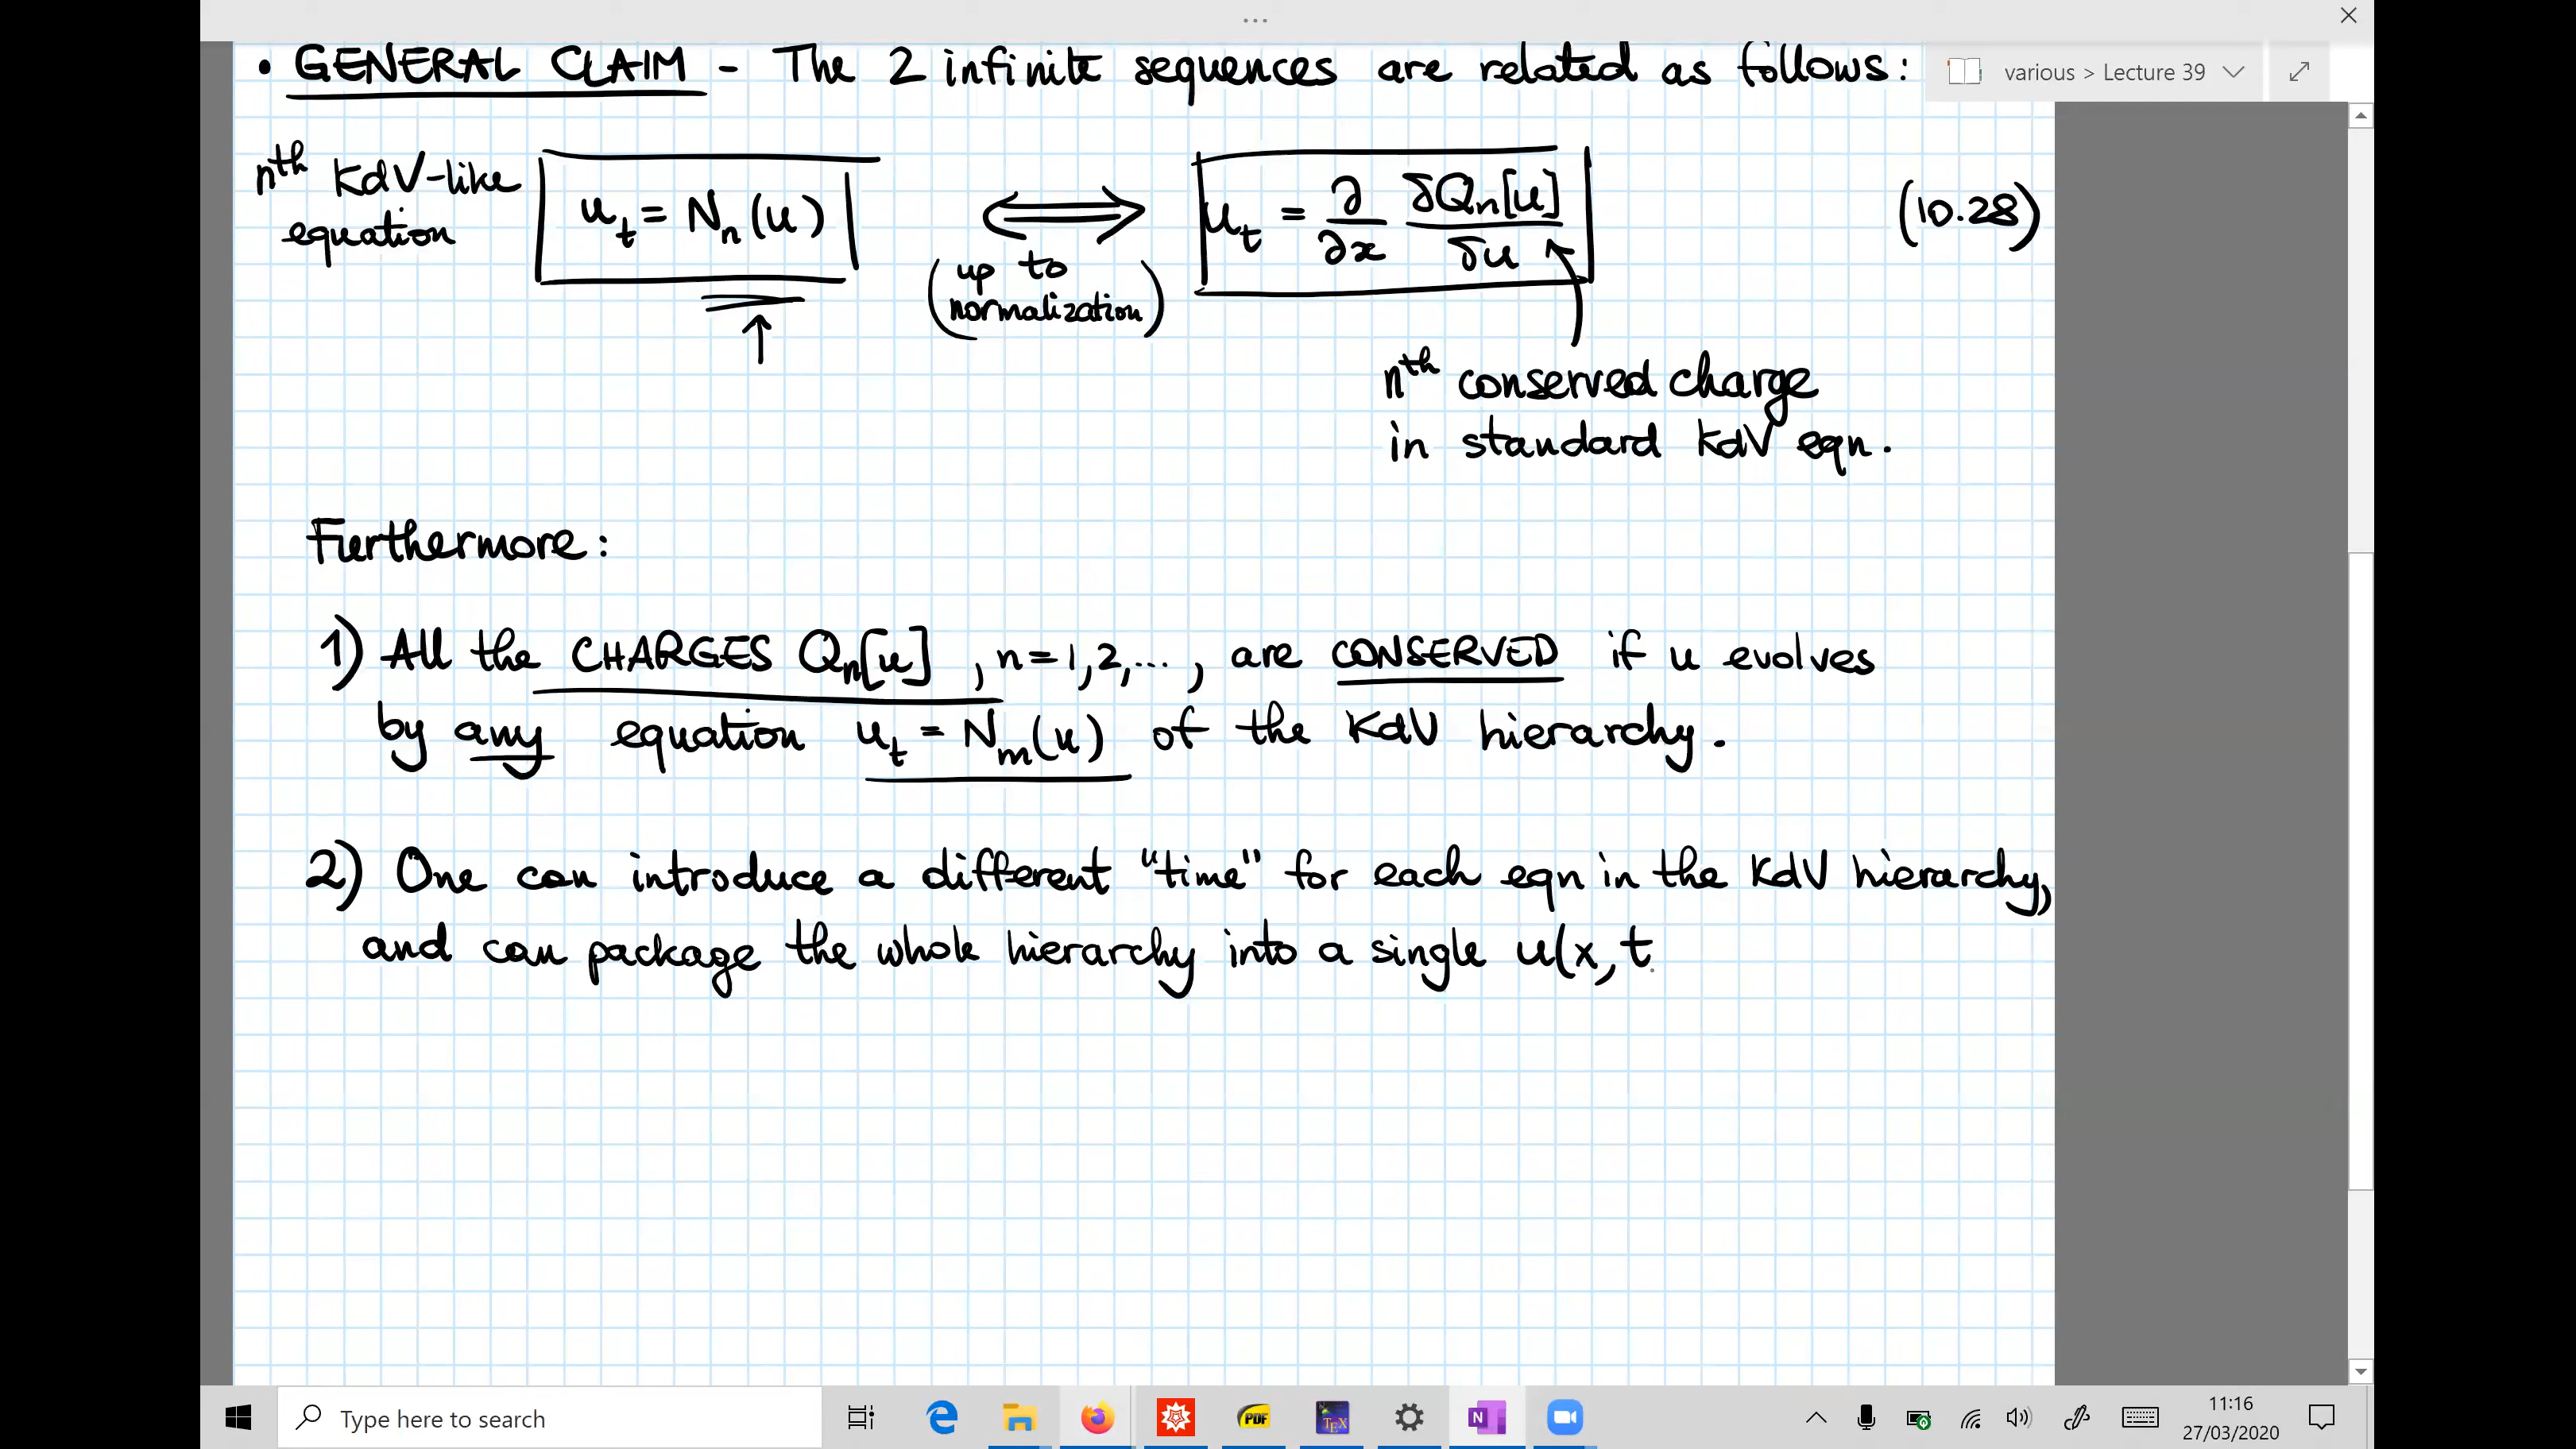 • GENERAL CLAIM - The 2 infinite sequences are related as follows:
various > Lecture 39
nth KdV-like equation
u_t = N_n(u)
⟺
(up to normalization)
u_t = ∂/∂x δQ_n[u]/δu
(10.28)
↑
nth conserved charge
in standard KdV eqn.
Furthermore:
1) All the CHARGES Q_n[u], n=1,2,..., are CONSERVED if u evolves
by any equation u_t = N_m(u) of the KdV hierarchy.
2) One can introduce a different "time" for each eqn in the KdV hierarchy,
and can package the whole hierarchy into a single u(x,t
Type here to search
PDF
TEX
N
11:16
27/03/2020